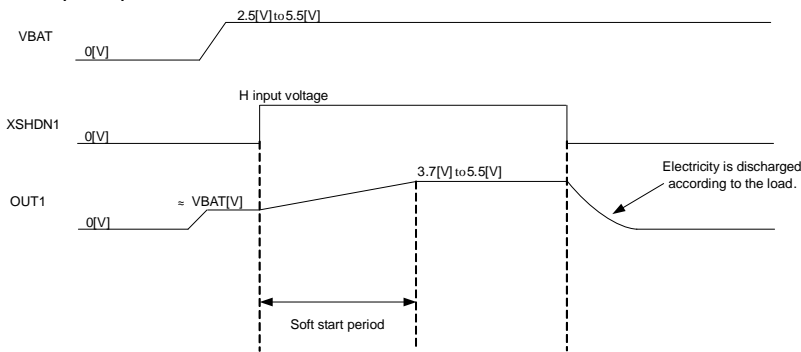 2.5[V] to 5.5[V]
VBAT
0[V]
H input voltage
XSHDN1
0[V]
3.7[V] to 5.5[V]
Electricity is discharged
according to the load.
OUT1
≈ VBAT[V]
0[V]
Soft start period